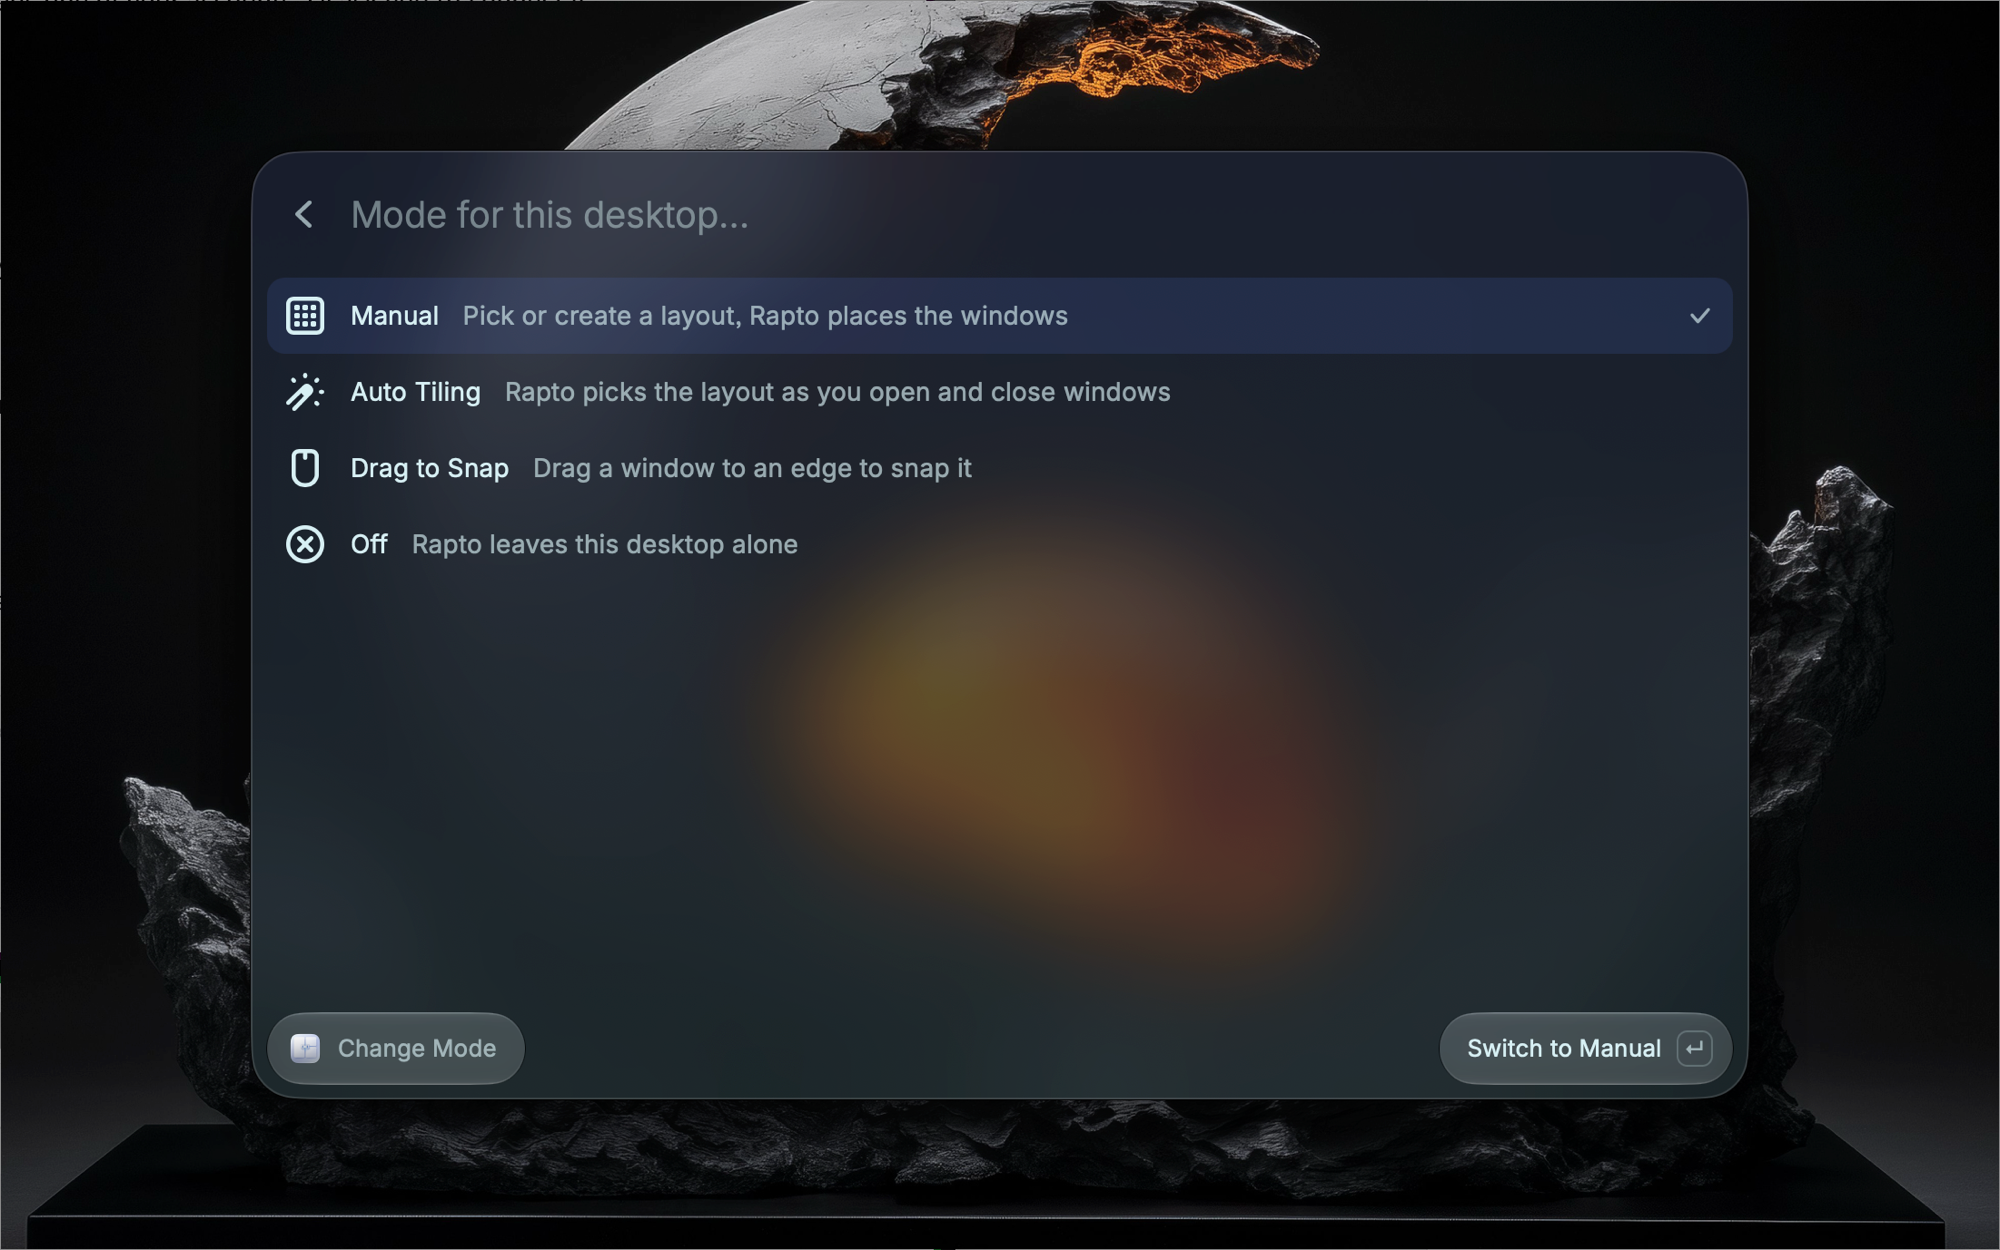 Mode for this desktop...
Manual Pick or create a layout, Rapto places the windows
Auto Tiling Rapto picks the layout as you open and close windows
Drag to Snap Drag a window to an edge to snap it
Off Rapto leaves this desktop alone
Change Mode Switch to Manual